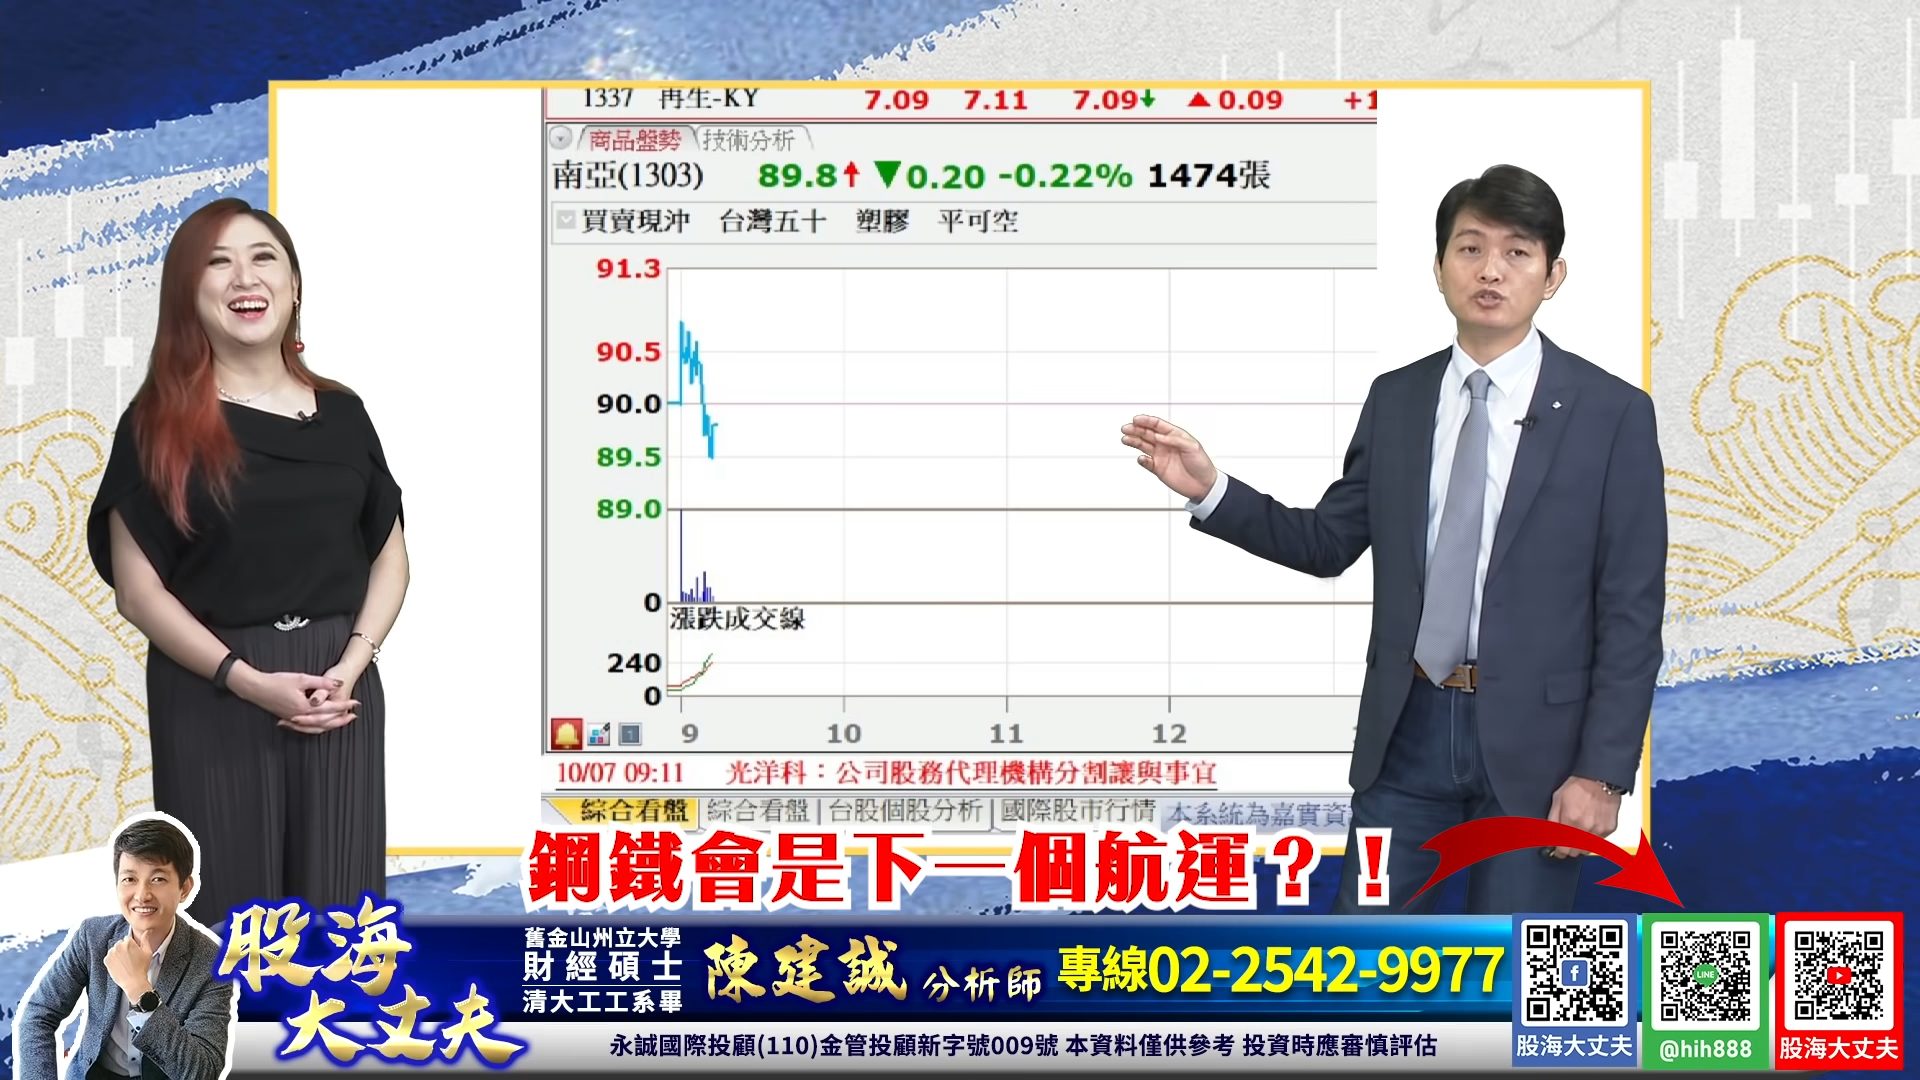 1337 再生-KY 7.09 7.11 7.09↓ ▲0.09 +1
商品盤勢 技術分析
南亞(1303) 89.8↑ ▼0.20 -0.22% 1474張
買賣現沖 台灣五十 塑膠 平可空
91.3
90.5
90.0
89.5
89.0
0
漲跌成交線
240
0
9 10 11 12
10/07 09:11 光洋科：公司股務代理機構分割讓與事宜
綜合看盤 綜合看盤 台股個股分析 國際股市行情 本系統為嘉實資
鋼鐵會是下一個航運？！
股海
大丈夫
舊金山州立大學
財經碩士
清大工工系畢
陳建誠 分析師
專線02-2542-9977
永誠國際投顧(110)金管投顧新字號009號 本資料僅供參考 投資時應審慎評估
股海大丈夫
LINE
@hih888
股海大丈夫